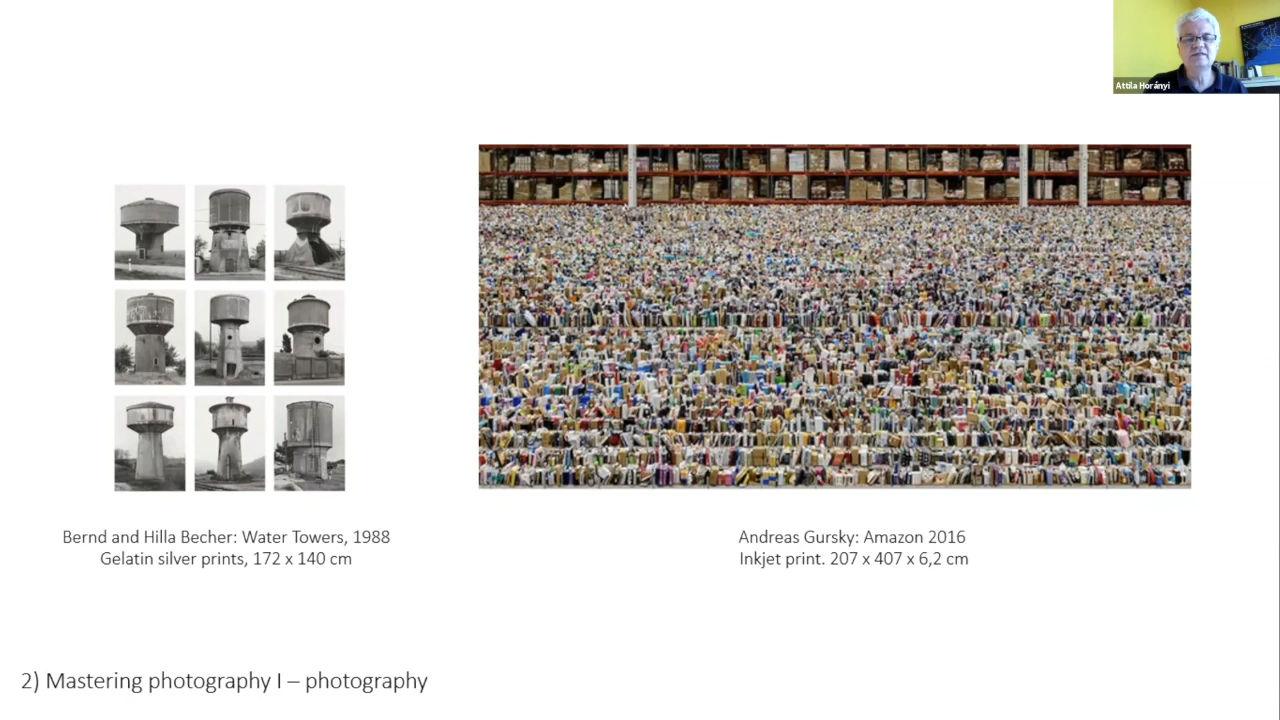 Attila Horányi
Bernd and Hilla Becher: Water Towers, 1988
Gelatin silver prints, 172 x 140 cm
Andreas Gursky: Amazon 2016
Inkjet print. 207 x 407 x 6,2 cm
2) Mastering photography I – photography